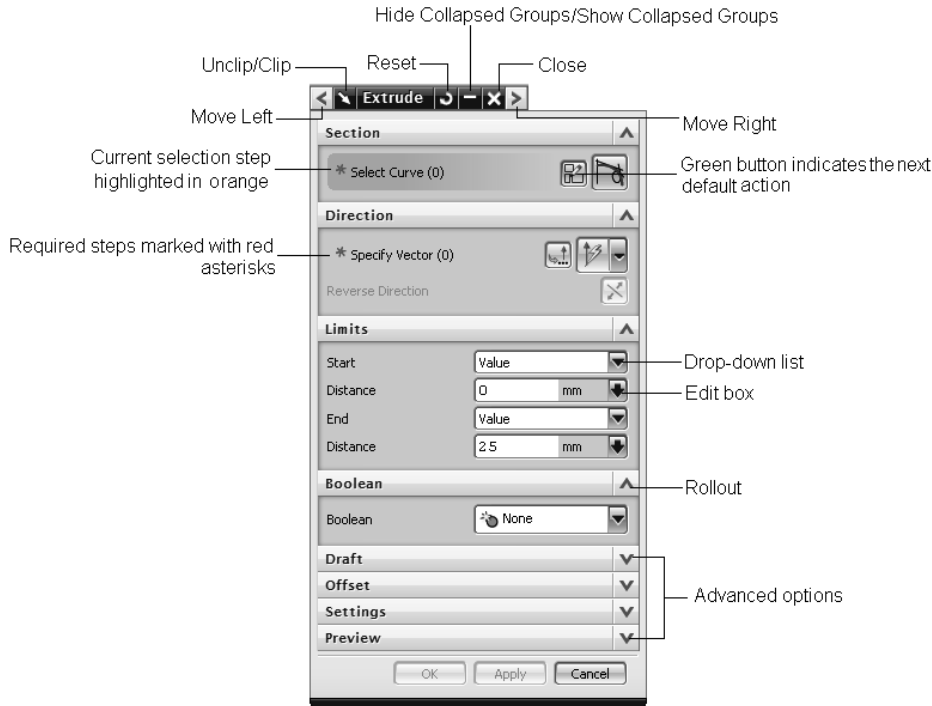 Hide Collapsed Groups/Show Collapsed Groups
Unclip/Clip
Reset
Close
Extrude
Move Left
Move Right
Section
Current selection step
highlighted in orange
* Select Curve (0)
Green button indicates the next
default action
Direction
Required steps marked with red
asterisks
* Specify Vector (0)
Reverse Direction
Limits
Start
Value
Drop-down list
Distance
0 mm
Edit box
End
Value
Distance
25 mm
Boolean
Rollout
Boolean
None
Draft
Offset
Settings
Preview
Advanced options
OK
Apply
Cancel